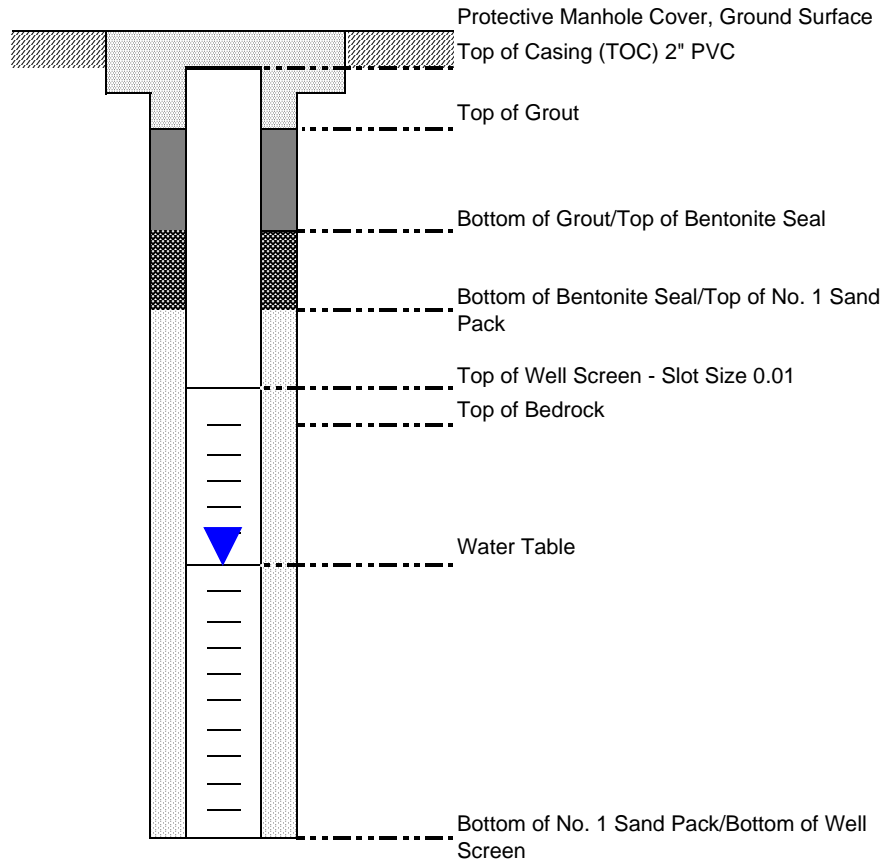 Protective Manhole Cover, Ground Surface
Top of Casing (TOC) 2" PVC
Top of Grout
Bottom of Grout/Top of Bentonite Seal
Bottom of Bentonite Seal/Top of No. 1 Sand
Pack
Top of Well Screen - Slot Size 0.01
Top of Bedrock
Water Table
Bottom of No. 1 Sand Pack/Bottom of Well
Screen